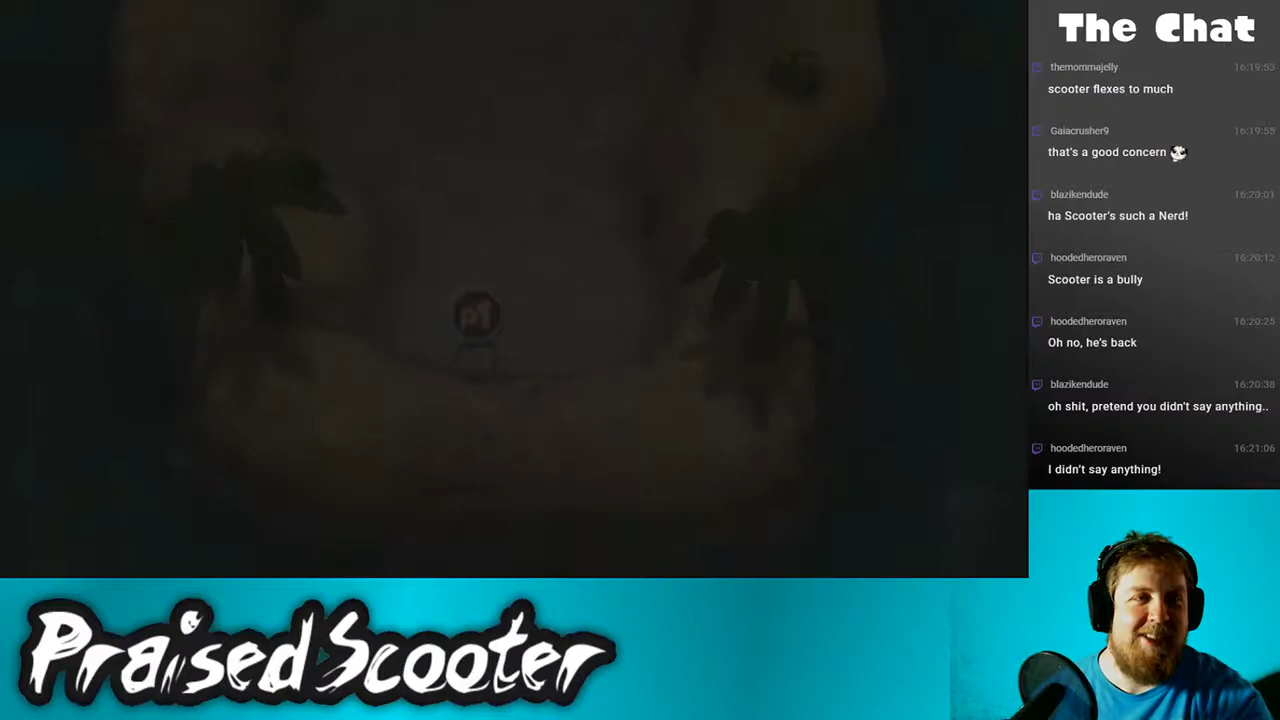 The Chat
themommajelly 16:19:53
scooter flexes to much
Gaiacrusher9 16:19:55
that's a good concern
blazikendude 16:20:01
ha Scooter's such a Nerd!
hoodedheroraven 16:20:12
Scooter is a bully
hoodedheroraven 16:20:25
Oh no, he's back
blazikendude 16:20:38
oh shit, pretend you didn't say anything..
hoodedheroraven 16:21:06
I didn't say anything!
p1
PraisedScooter